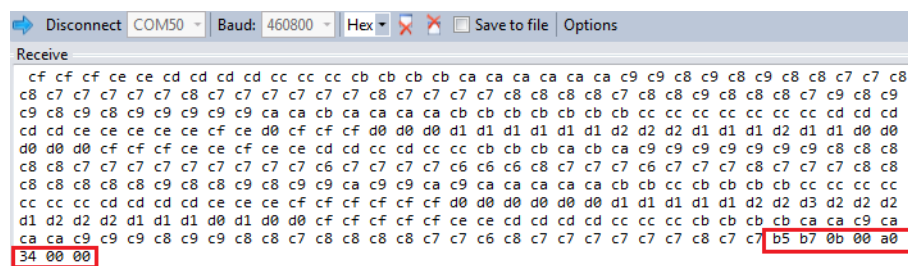 Disconnect COM50 Baud: 460800 Hex Save to file Options
Receive
cf cf cf ce ce cd cd cd cd cc cc cc cb cb cb cb ca ca ca ca ca ca c9 c9 c8 c9 c8 c9 c8 c8 c7 c7 c8
c8 c7 c7 c7 c7 c7 c8 c7 c7 c7 c7 c7 c7 c8 c7 c7 c7 c7 c8 c8 c8 c8 c7 c8 c8 c9 c8 c8 c8 c9 c8 c9
c9 c8 c9 c8 c9 c9 c9 c9 ca ca cb ca ca ca ca cb cb cb cb cb cb cb cc cc cc cc cc cc cc cd cd cd
cd cd ce ce ce ce ce cf ce d0 cf cf cf d0 d0 d0 d1 d1 d1 d1 d1 d1 d2 d2 d2 d1 d1 d1 d2 d1 d1 d0 d0
d0 d0 d0 cf cf cf ce ce cf ce ce cd cd cc cd cc cc cb cb cb ca cb ca c9 c9 c9 c9 c9 c9 c8 c8 c8
c8 c8 c7 c7 c7 c7 c7 c7 c7 c7 c6 c7 c7 c7 c7 c6 c6 c6 c8 c7 c7 c7 c6 c7 c7 c7 c8 c7 c7 c7 c8 c8
c8 c8 c8 c8 c8 c9 c8 c8 c9 c8 c9 c9 ca c9 c9 ca c9 ca ca ca ca ca cb cb cc cb cb cb cb cc cc cc cc
cc cc cc cd cd cd cd ce ce ce cf cf cf cf cf d0 d0 d0 d0 d0 d0 d1 d1 d1 d1 d1 d2 d2 d3 d2 d2 d2
d1 d2 d2 d2 d1 d1 d1 d0 d1 d0 d0 cf cf cf cf cf ce ce cd cd cd cd cc cc cc cb cb cb cb ca ca c9 ca
ca ca c9 c9 c9 c8 c9 c9 c8 c8 c7 c8 c8 c8 c8 c7 c7 c6 c8 c7 c7 c7 c7 c7 c7 c8 c7 c7 b5 b7 0b 00 a0
34 00 00